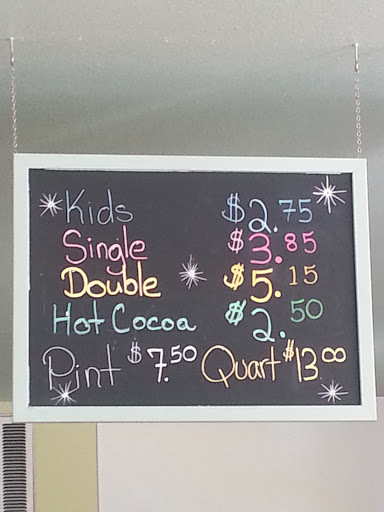 Kids $2.75
Single $3.85
Double $5.15
Hot Cocoa $2.50
Pint $7.50 Quart $13.00